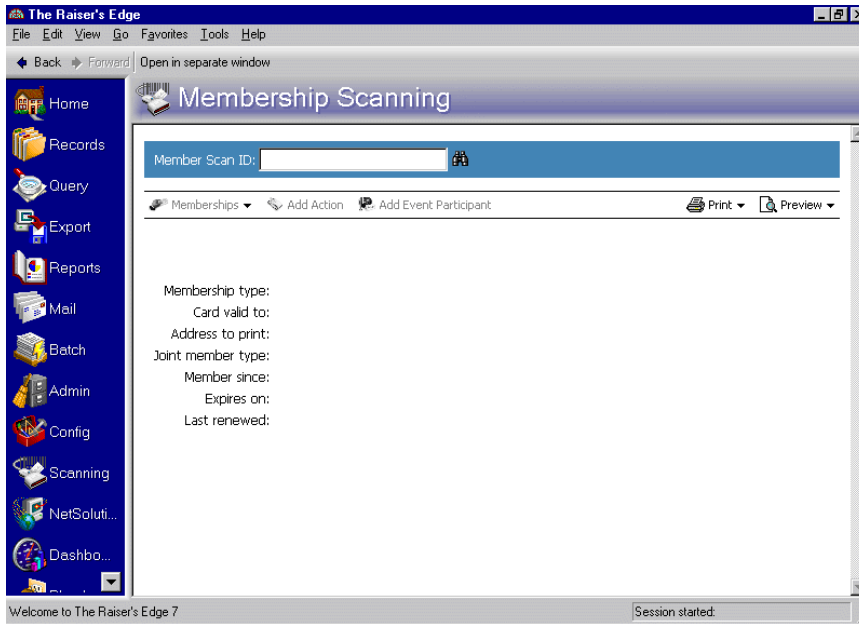 The Raiser's Edge
File Edit View Go Favorites Tools Help
Back Forward Open in separate window
Membership Scanning
Home
Records
Query
Export
Reports
Mail
Batch
Admin
Config
Scanning
NetSoluti...
Dashbo...
Member Scan ID:
Memberships Add Action Add Event Participant Print Preview
Membership type:
Card valid to:
Address to print:
Joint member type:
Member since:
Expires on:
Last renewed:
Welcome to The Raiser's Edge 7 Session started: